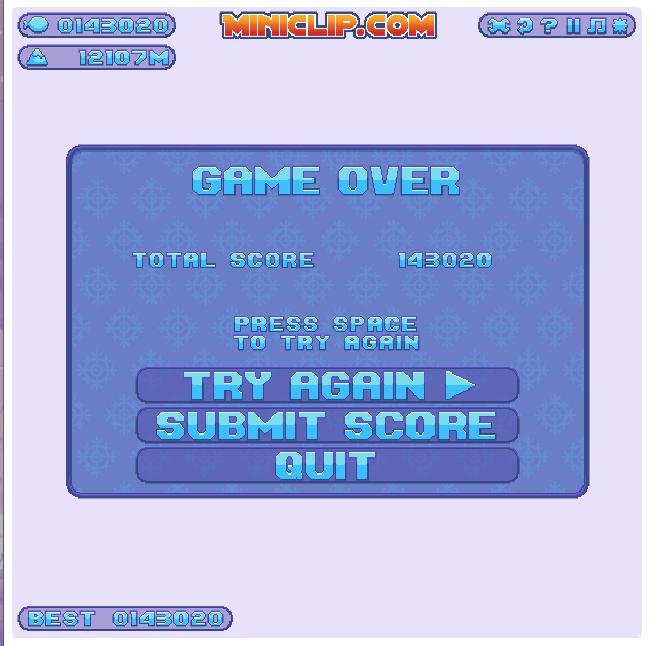 0143020
MINICLIP.COM
?
12107M
GAME OVER
TOTAL SCORE 143020
PRESS SPACE
TO TRY AGAIN
TRY AGAIN
SUBMIT SCORE
QUIT
BEST 0143020